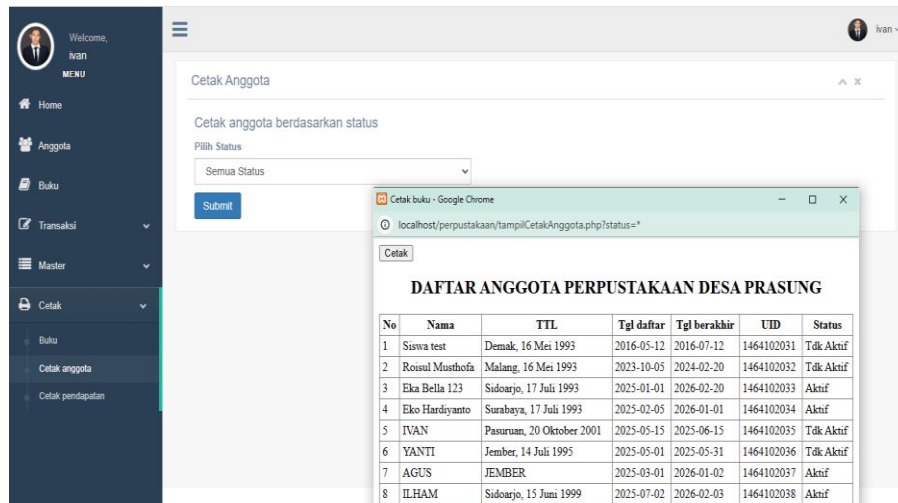 Welcome,
ivan
MENU
Home
Anggota
Buku
Transaksi
Master
Cetak
Buku
Cetak anggota
Cetak pendapatan
ivan
Cetak Anggota
Cetak anggota berdasarkan status
Pilih Status
Semua Status
Submit
Cetak buku - Google Chrome
localhost/perpustakaan/tampilCetakAnggota.php?status=*
Cetak
DAFTAR ANGGOTA PERPUSTAKAAN DESA PRASUNG
No Nama TTL Tgl daftar Tgl berakhir UID Status
1 Siswa test Demak, 16 Mei 1993 2016-05-12 2016-07-12 1464102031 Tdk Aktif
2 Roisul Musthofa Malang, 16 Mei 1993 2023-10-05 2024-02-20 1464102032 Tdk Aktif
3 Eka Bella 123 Sidoarjo, 17 Juli 1993 2025-01-01 2026-02-20 1464102033 Aktif
4 Eko Hardiyanto Surabaya, 17 Juli 1993 2025-02-05 2026-01-01 1464102034 Aktif
5 IVAN Pasuruan, 20 Oktober 2001 2025-05-15 2025-06-15 1464102035 Tdk Aktif
6 YANTI Jember, 14 Juli 1995 2025-05-01 2025-05-31 1464102036 Tdk Aktif
7 AGUS JEMBER 2025-03-01 2026-01-02 1464102037 Aktif
8 ILHAM Sidoarjo, 15 Juni 1999 2025-07-02 2026-02-03 1464102038 Aktif